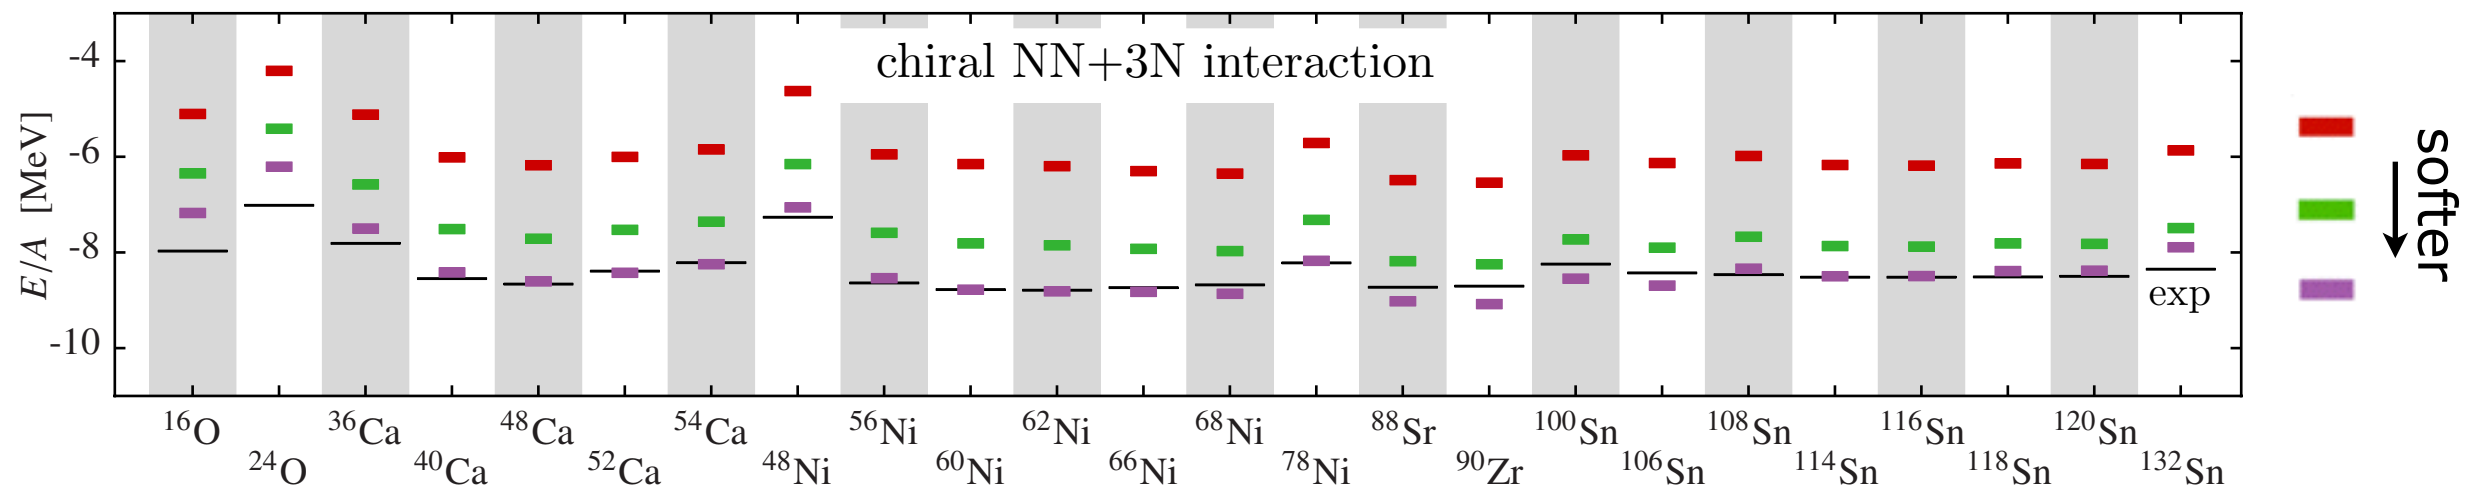 chiral NN+3N interaction
-4
-6
-8
-10
E/A [MeV]
exp
softer
¹⁶O ³⁶Ca ⁴⁸Ca ⁵⁴Ca ⁵⁶Ni ⁶²Ni ⁶⁸Ni ⁸⁸Sr ¹⁰⁰Sn ¹⁰⁸Sn ¹¹⁶Sn ¹²⁰Sn
²⁴O ⁴⁰Ca ⁵²Ca ⁴⁸Ni ⁶⁰Ni ⁶⁶Ni ⁷⁸Ni ⁹⁰Zr ¹⁰⁶Sn ¹¹⁴Sn ¹¹⁸Sn ¹³²Sn